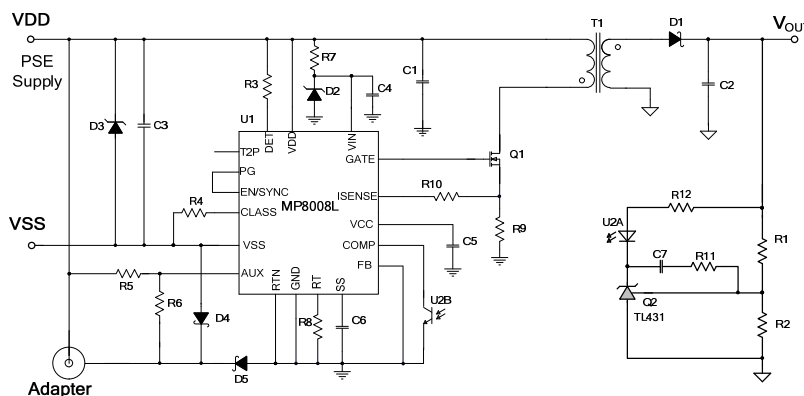 VDD
T1
D1
VOU
PSE
Supply
R7
R3
D2
C4
C1
C2
D3
C3
U1
DET
VDD
VIN
T2P
PG
EN/SYNC
CLASS
VSS
AUX
MP8008L
GATE
ISENSE
VCC
COMP
FB
RTN
GND
RT
SS
Q1
R10
R9
R4
VSS
C5
R12
U2A
R1
C7
R11
Q2
TL431
R2
R5
R6
D4
R8
C6
U2B
D5
Adapter